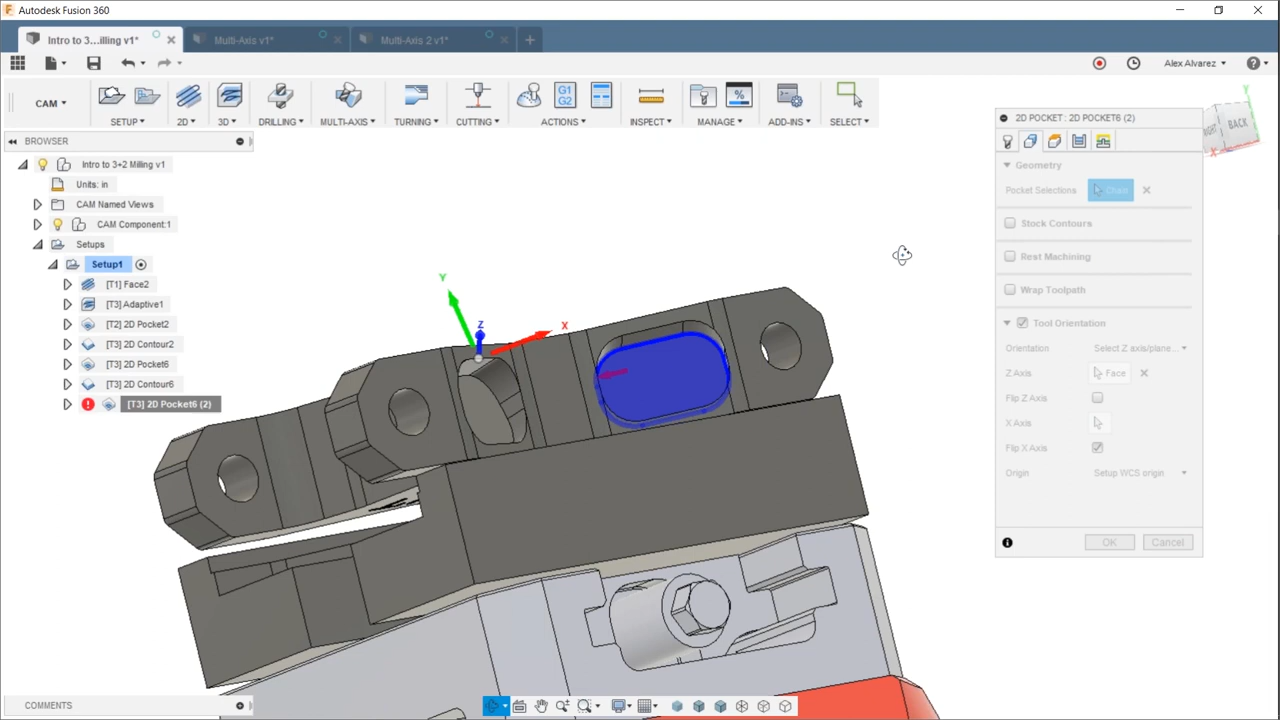 Autodesk Fusion 360
Intro to 3...illing v1*
Multi-Axis v1*
Multi-Axis 2 v1*
Alex Alvarez
CAM
SETUP
2D
3D
DRILLING
MULTI-AXIS
TURNING
CUTTING
G1
G2
ACTIONS
INSPECT
%
MANAGE
ADD-INS
SELECT
BROWSER
Intro to 3+2 Milling v1
Units: in
CAM Named Views
CAM Component:1
Setups
Setup1
[T1] Face2
[T3] Adaptive1
[T2] 2D Pocket2
[T3] 2D Contour2
[T3] 2D Pocket6
[T3] 2D Contour6
[T3] 2D Pocket6 (2)
Y
Z
X
2D POCKET : 2D POCKET6 (2)
Geometry
Pocket Selections
Chain
Stock Contours
Rest Machining
Wrap Toolpath
Tool Orientation
Orientation
Select Z axis/plane...
Z Axis
Face
Flip Z Axis
X Axis
Flip X Axis
Origin
Setup WCS origin
OK
Cancel
Y
BACK
X
COMMENTS